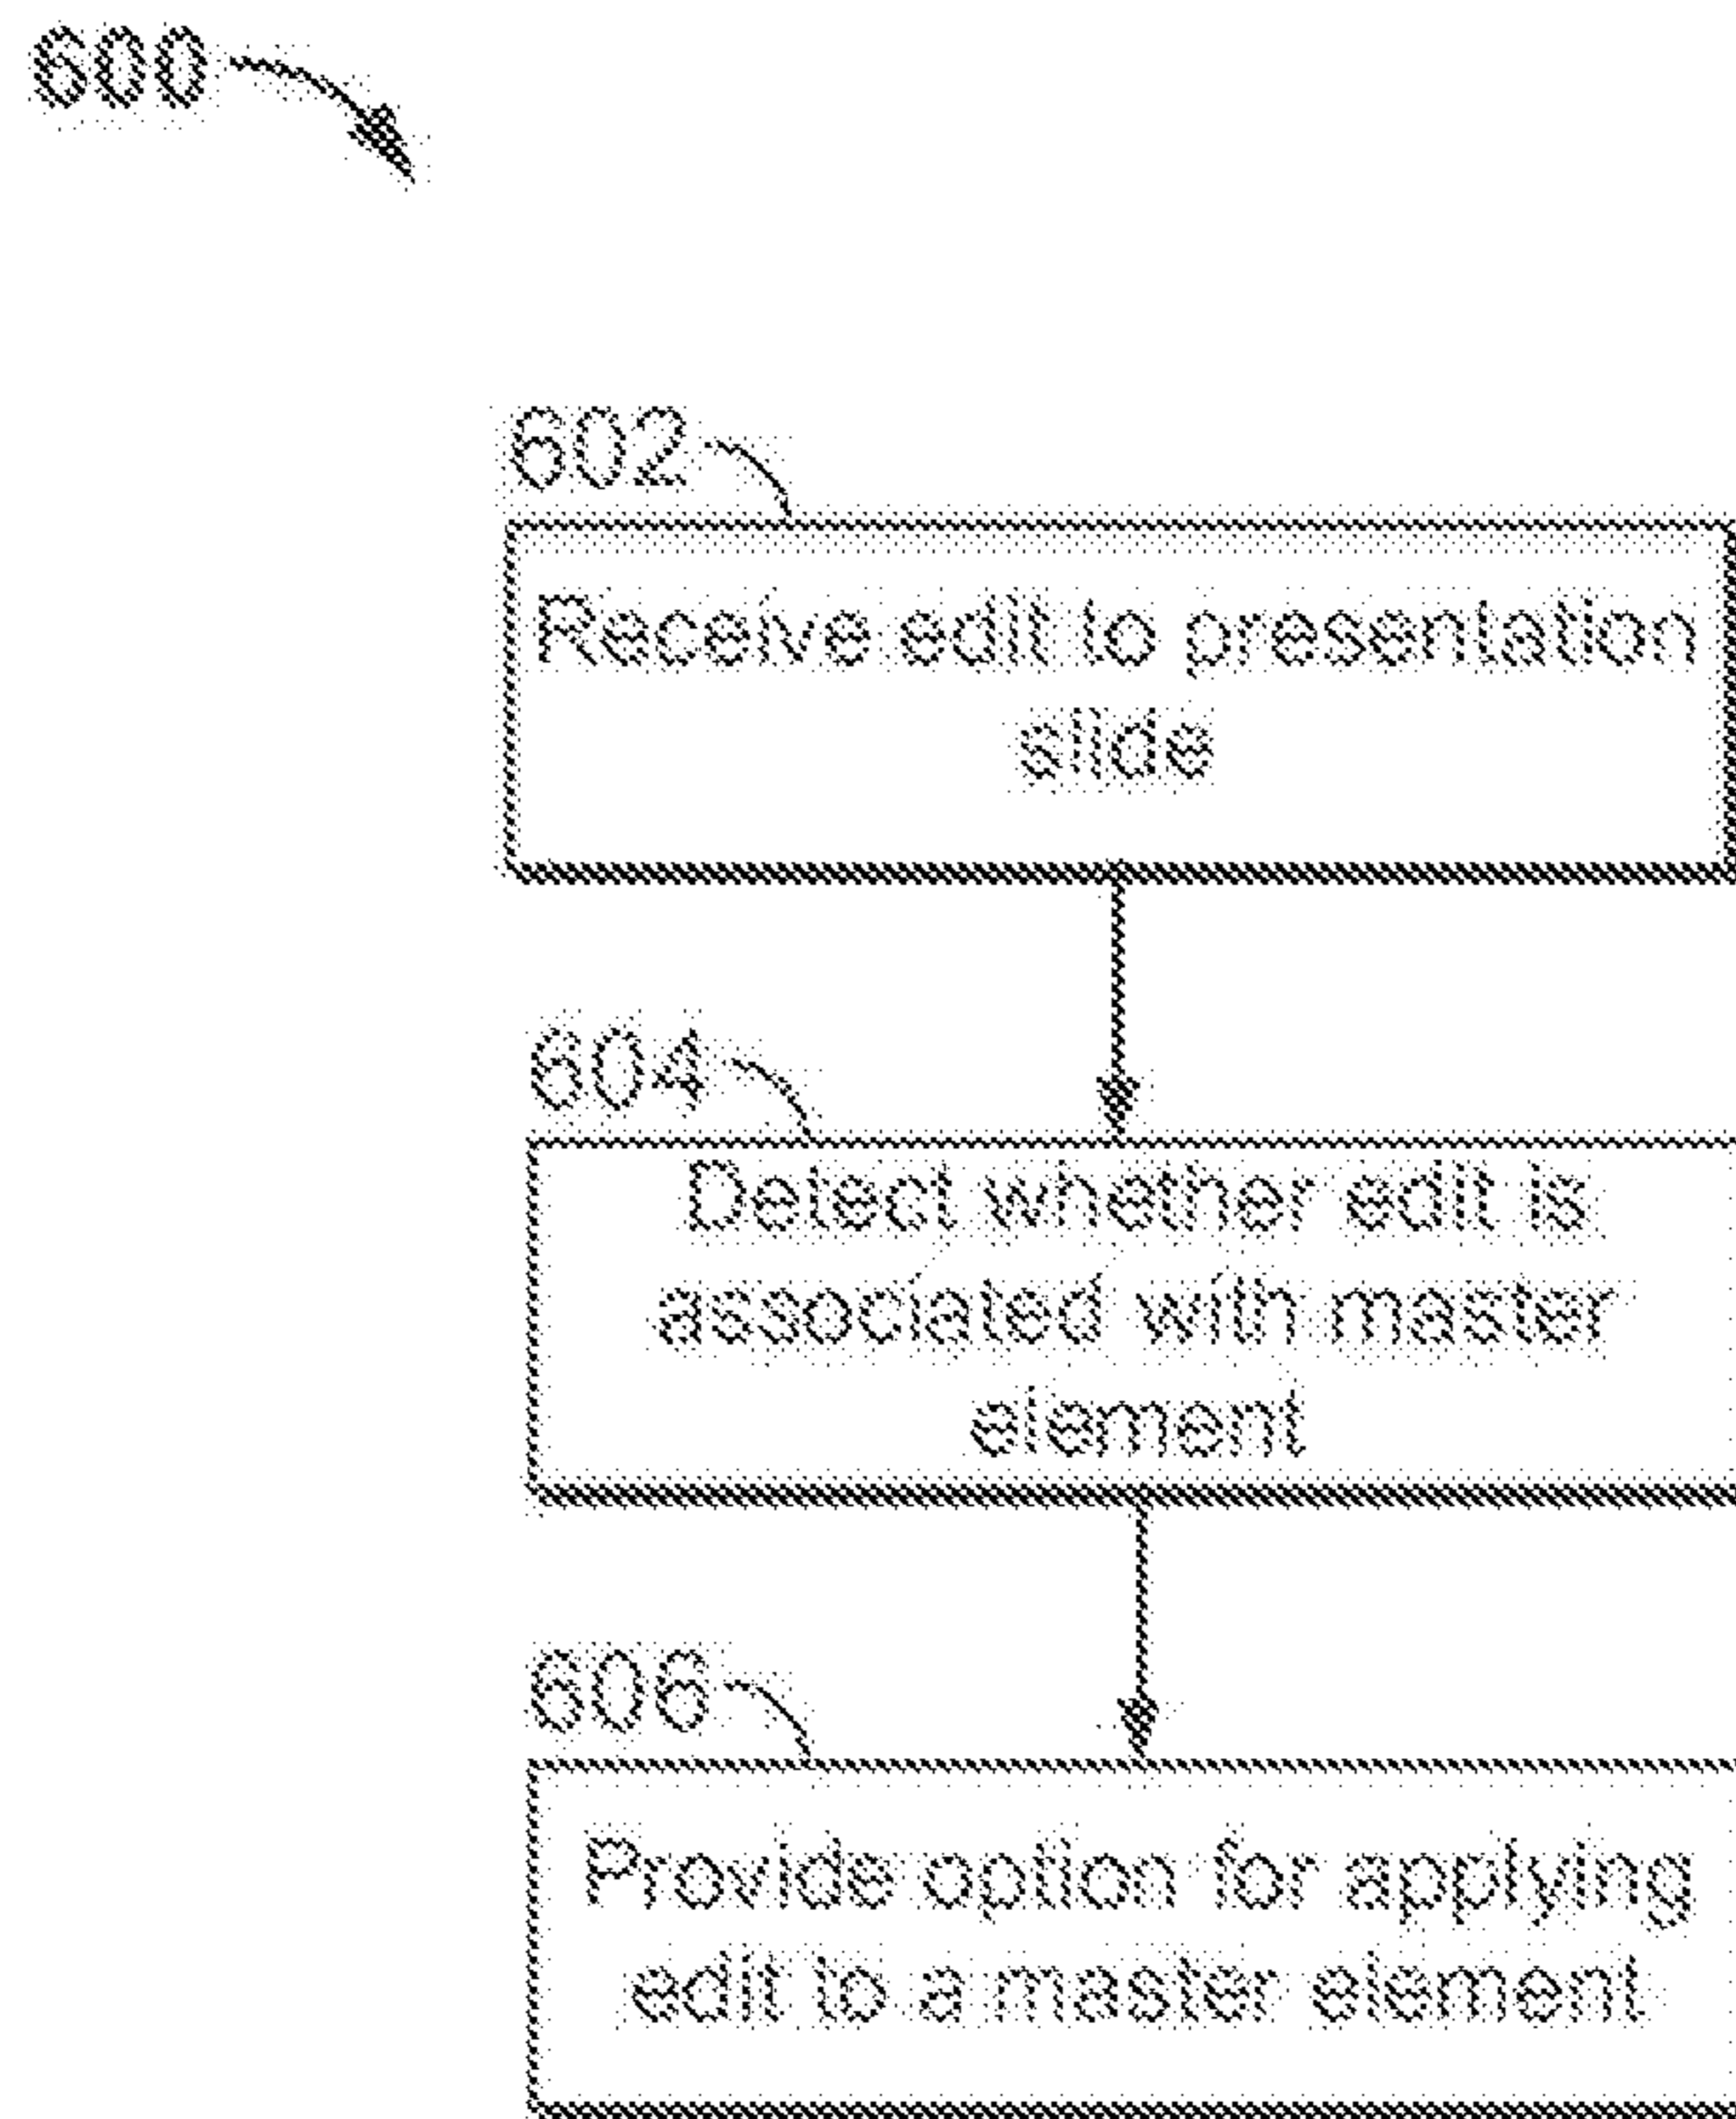 600
602
Receive edit to presentation
slide
604
Detect whether edit is
associated with master
element
606
Provide option for applying
edit to a master element